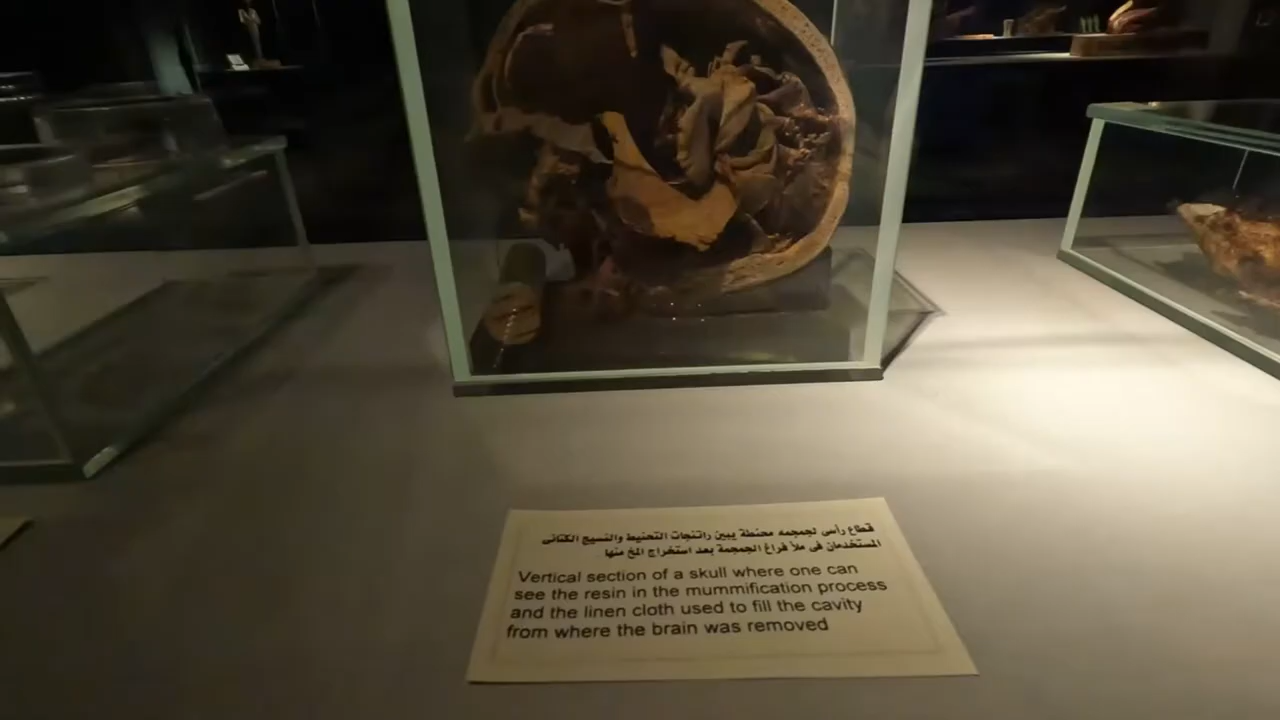 قطاع رأسى لجمجمه محنطة يبين راتنجات التحنيط والنسيج الكتانى
المستخدمان فى ملأ فراغ الجمجمة بعد استخراج المخ منها
Vertical section of a skull where one can
see the resin in the mummification process
and the linen cloth used to fill the cavity
from where the brain was removed